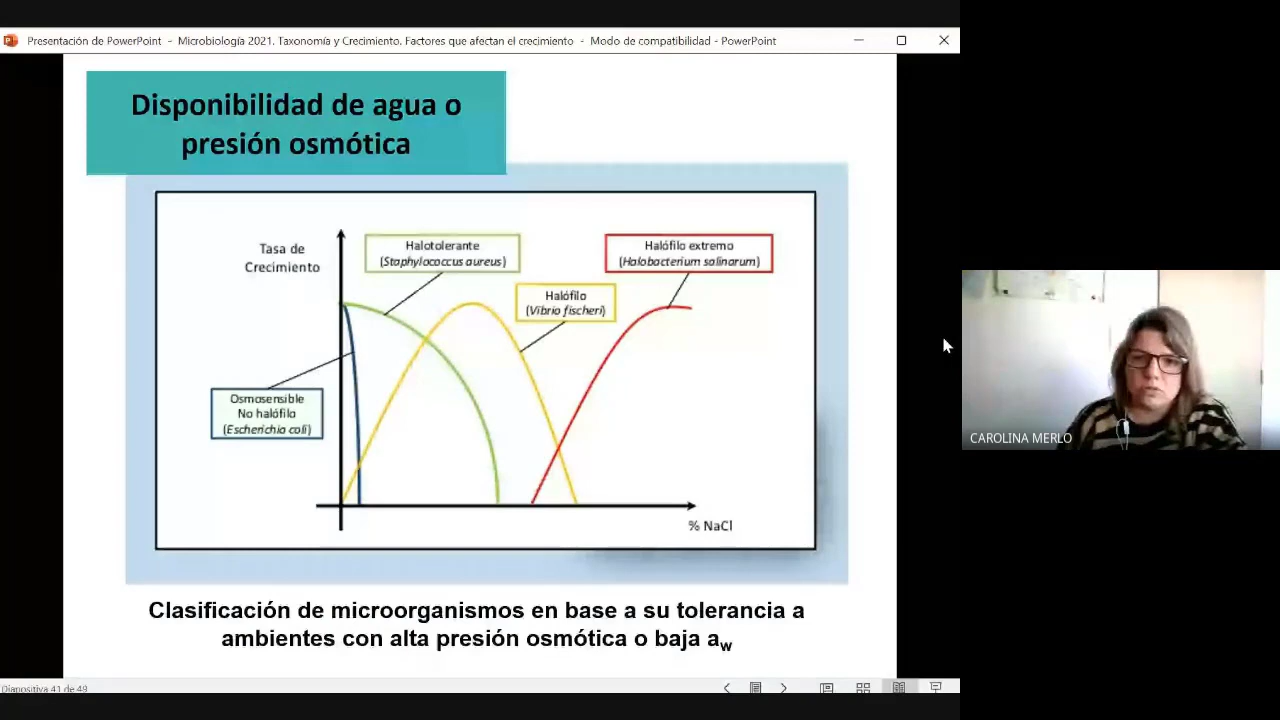 Presentación de PowerPoint - Microbiología 2021. Taxonomía y Crecimiento. Factores que afectan el crecimiento - Modo de compatibilidad - PowerPoint
Disponibilidad de agua o
presión osmótica
Tasa de
Crecimiento
Halotolerante
(Staphylococcus aureus)
Halófilo extremo
(Halobacterium salinarum)
Halófilo
(Vibrio fischeri)
Osmosensible
No halófilo
(Escherichia coli)
% NaCl
Clasificación de microorganismos en base a su tolerancia a
ambientes con alta presión osmótica o baja aw
CAROLINA MERLO
Diapositiva 41 de 49